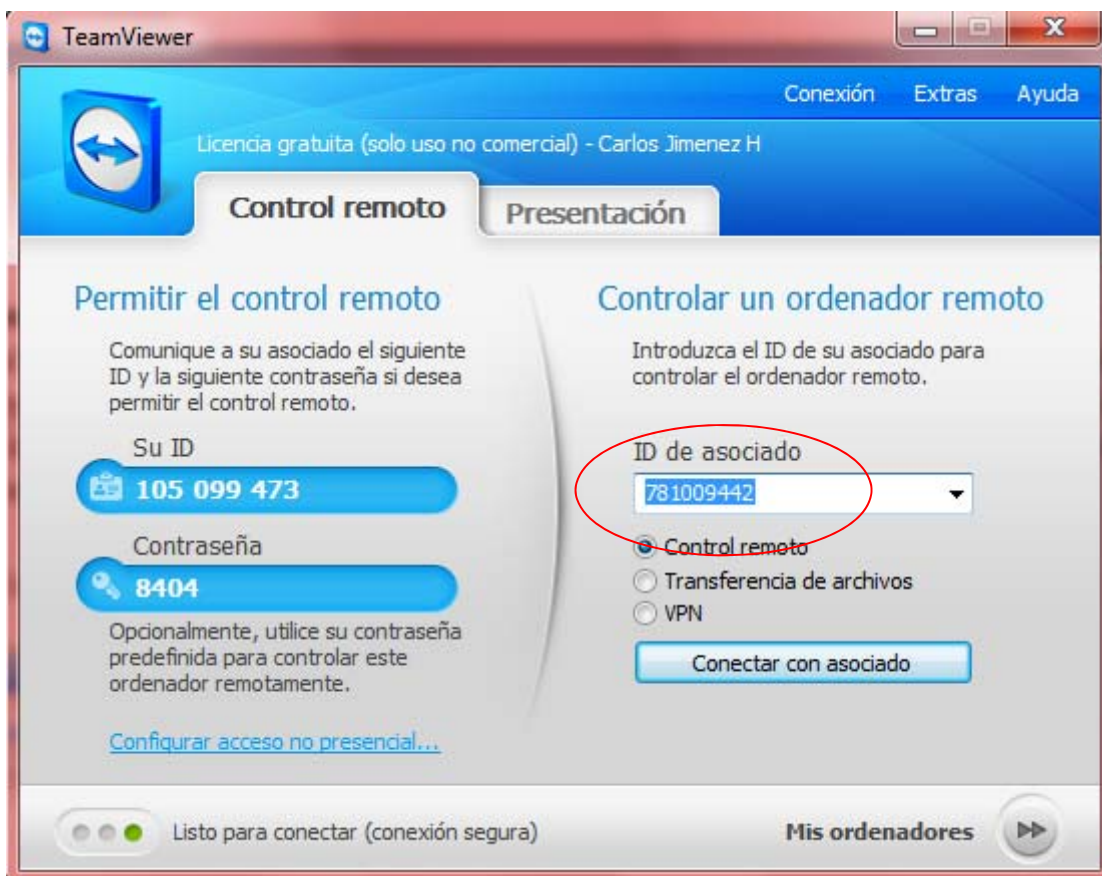 TeamViewer
Conexión Extras Ayuda
Licencia gratuita (solo uso no comercial) - Carlos Jimenez H
Control remoto
Presentación
Permitir el control remoto
Comunique a su asociado el siguiente
ID y la siguiente contraseña si desea
permitir el control remoto.
Su ID
105 099 473
Contraseña
8404
Opcionalmente, utilice su contraseña
predefinida para controlar este
ordenador remotamente.
Configurar acceso no presencial...
Controlar un ordenador remoto
Introduzca el ID de su asociado para
controlar el ordenador remoto.
ID de asociado
781009442
Control remoto
Transferencia de archivos
VPN
Conectar con asociado
Listo para conectar (conexión segura)
Mis ordenadores